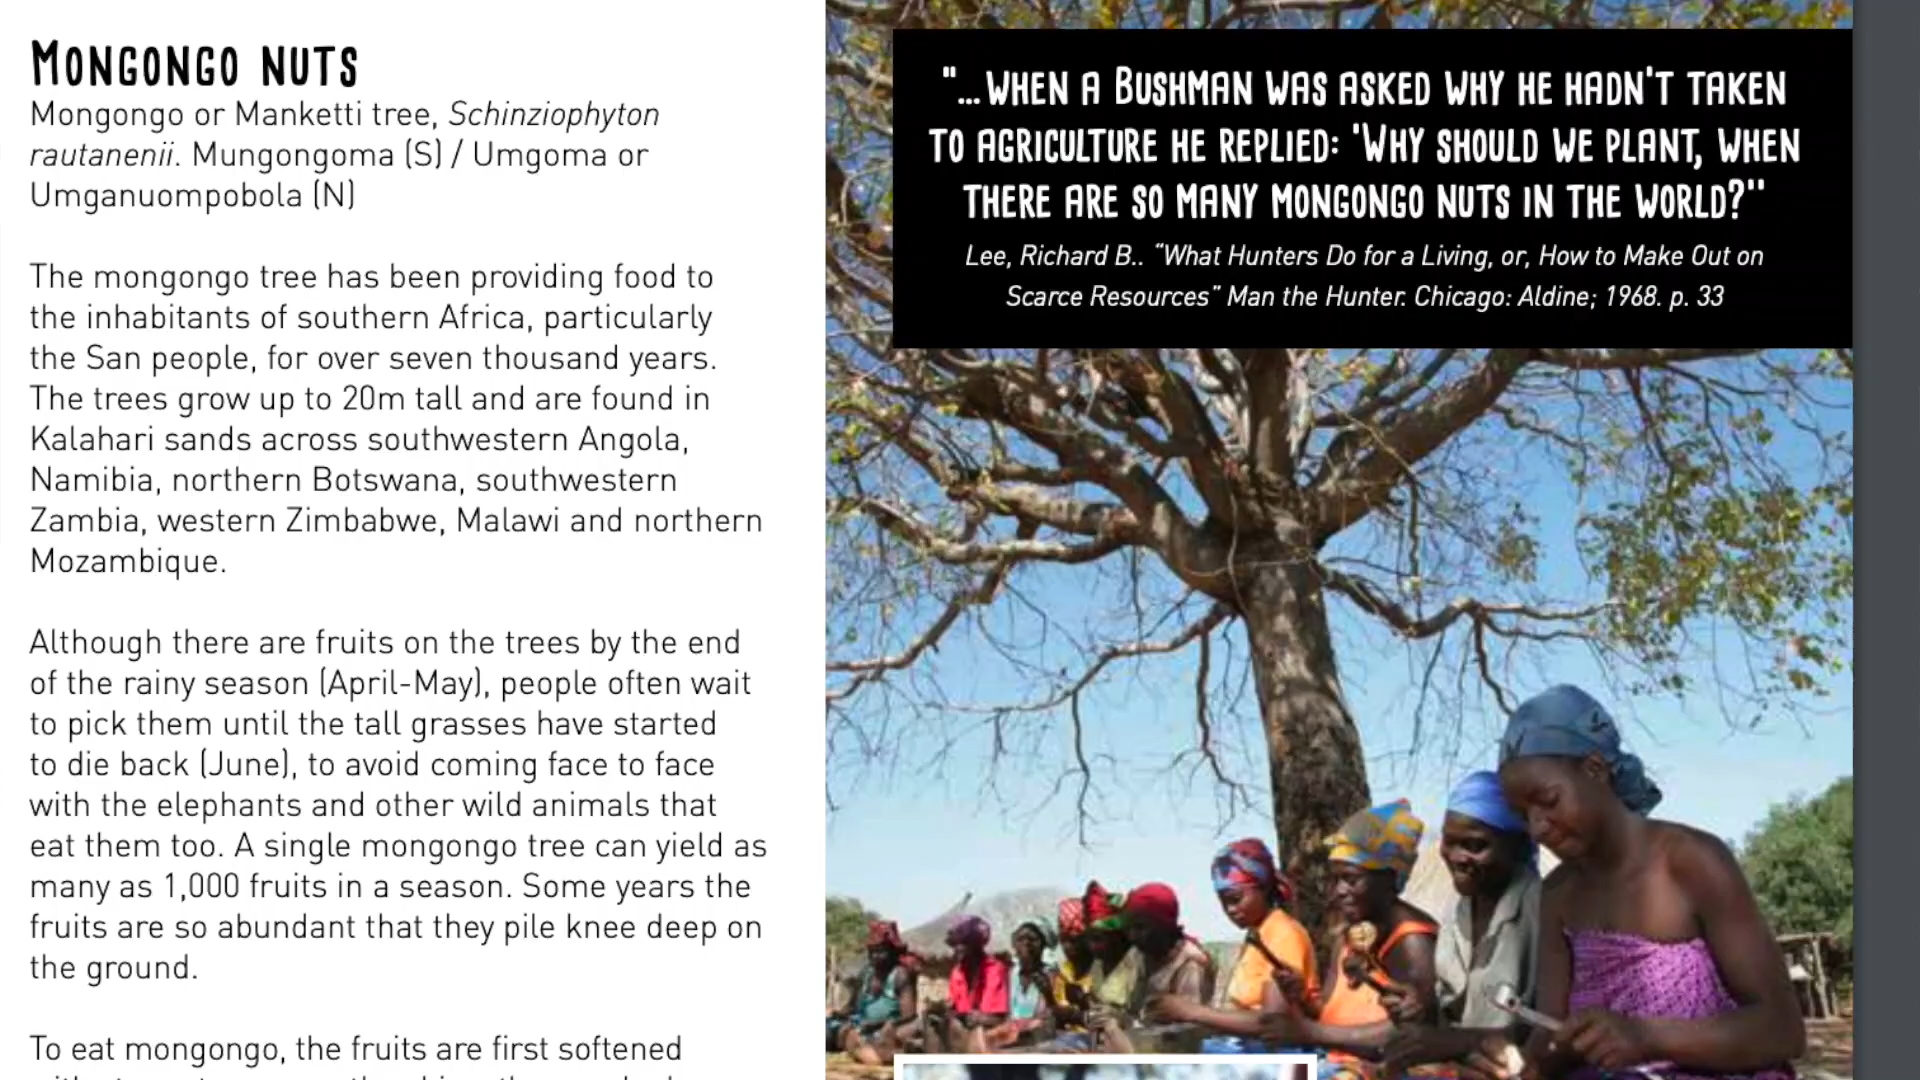 MONGONGO NUTS
Mongongo or Manketti tree, Schinziophyton
rautanenii. Mungongoma (S) / Umgoma or
Umganuompobola (N)
The mongongo tree has been providing food to
the inhabitants of southern Africa, particularly
the San people, for over seven thousand years.
The trees grow up to 20m tall and are found in
Kalahari sands across southwestern Angola,
Namibia, northern Botswana, southwestern
Zambia, western Zimbabwe, Malawi and northern
Mozambique.
Although there are fruits on the trees by the end
of the rainy season (April-May), people often wait
to pick them until the tall grasses have started
to die back (June), to avoid coming face to face
with the elephants and other wild animals that
eat them too. A single mongongo tree can yield as
many as 1,000 fruits in a season. Some years the
fruits are so abundant that they pile knee deep on
the ground.
To eat mongongo, the fruits are first softened
"...WHEN A BUSHMAN WAS ASKED WHY HE HADN'T TAKEN
TO AGRICULTURE HE REPLIED: 'WHY SHOULD WE PLANT, WHEN
THERE ARE SO MANY MONGONGO NUTS IN THE WORLD?''
Lee, Richard B.. “What Hunters Do for a Living, or, How to Make Out on
Scarce Resources” Man the Hunter. Chicago: Aldine; 1968. p. 33